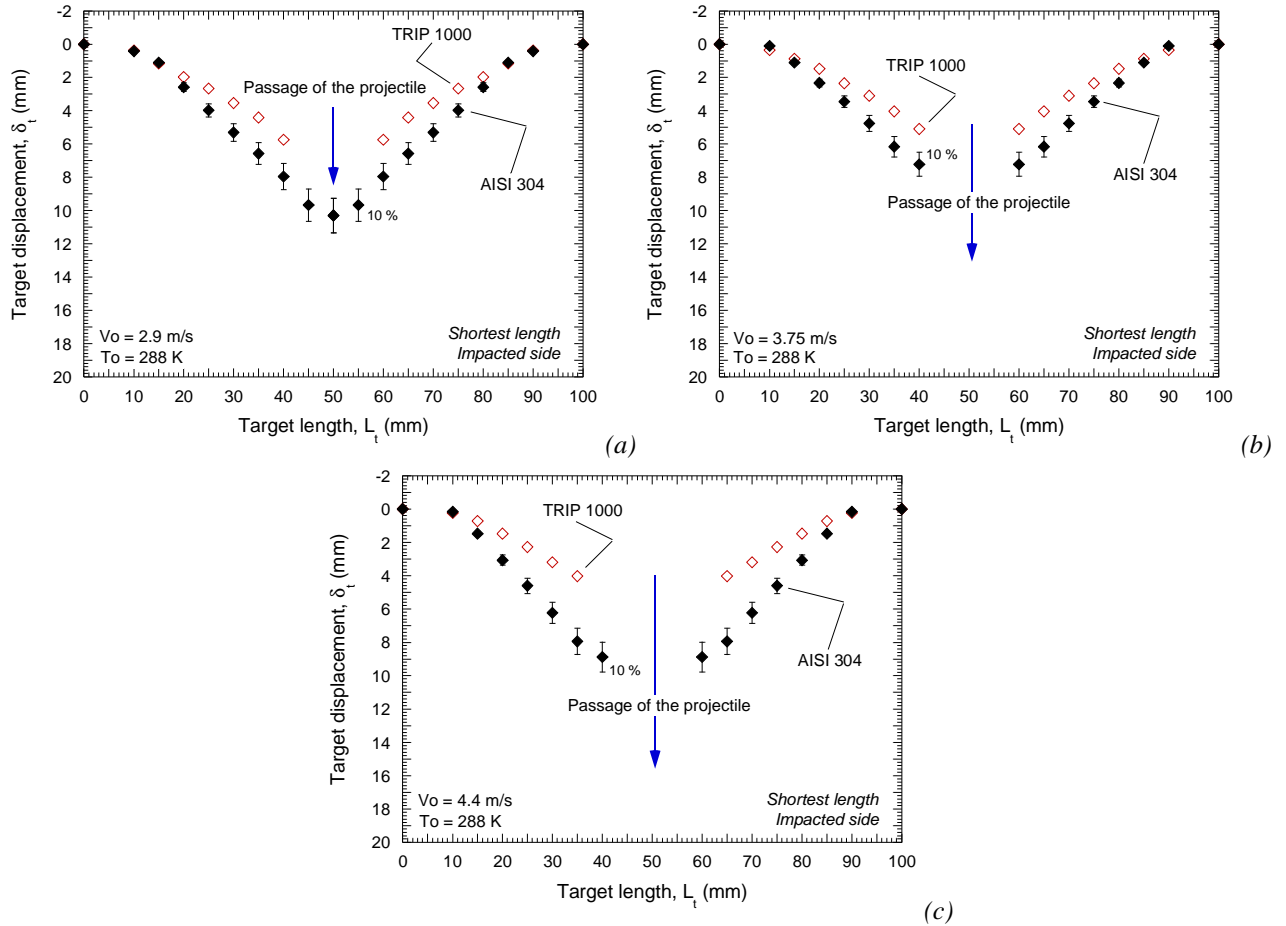 -2
0
2
4
6
8
10
12
14
16
18
20
Target displacement, δt (mm)
TRIP 1000
Passage of the projectile
AISI 304
10 %
Vo = 2.9 m/s
To = 288 K
Shortest length
Impacted side
0 10 20 30 40 50 60 70 80 90 100
Target length, Lt (mm)
(a)
-2
0
2
4
6
8
10
12
14
16
18
20
Target displacement, δt (mm)
TRIP 1000
10 %
AISI 304
Passage of the projectile
Vo = 3.75 m/s
To = 288 K
Shortest length
Impacted side
0 10 20 30 40 50 60 70 80 90 100
Target length, Lt (mm)
(b)
-2
0
2
4
6
8
10
12
14
16
18
20
Target displacement, δt (mm)
TRIP 1000
AISI 304
10 %
Passage of the projectile
Vo = 4.4 m/s
To = 288 K
Shortest length
Impacted side
0 10 20 30 40 50 60 70 80 90 100
Target length, Lt (mm)
(c)